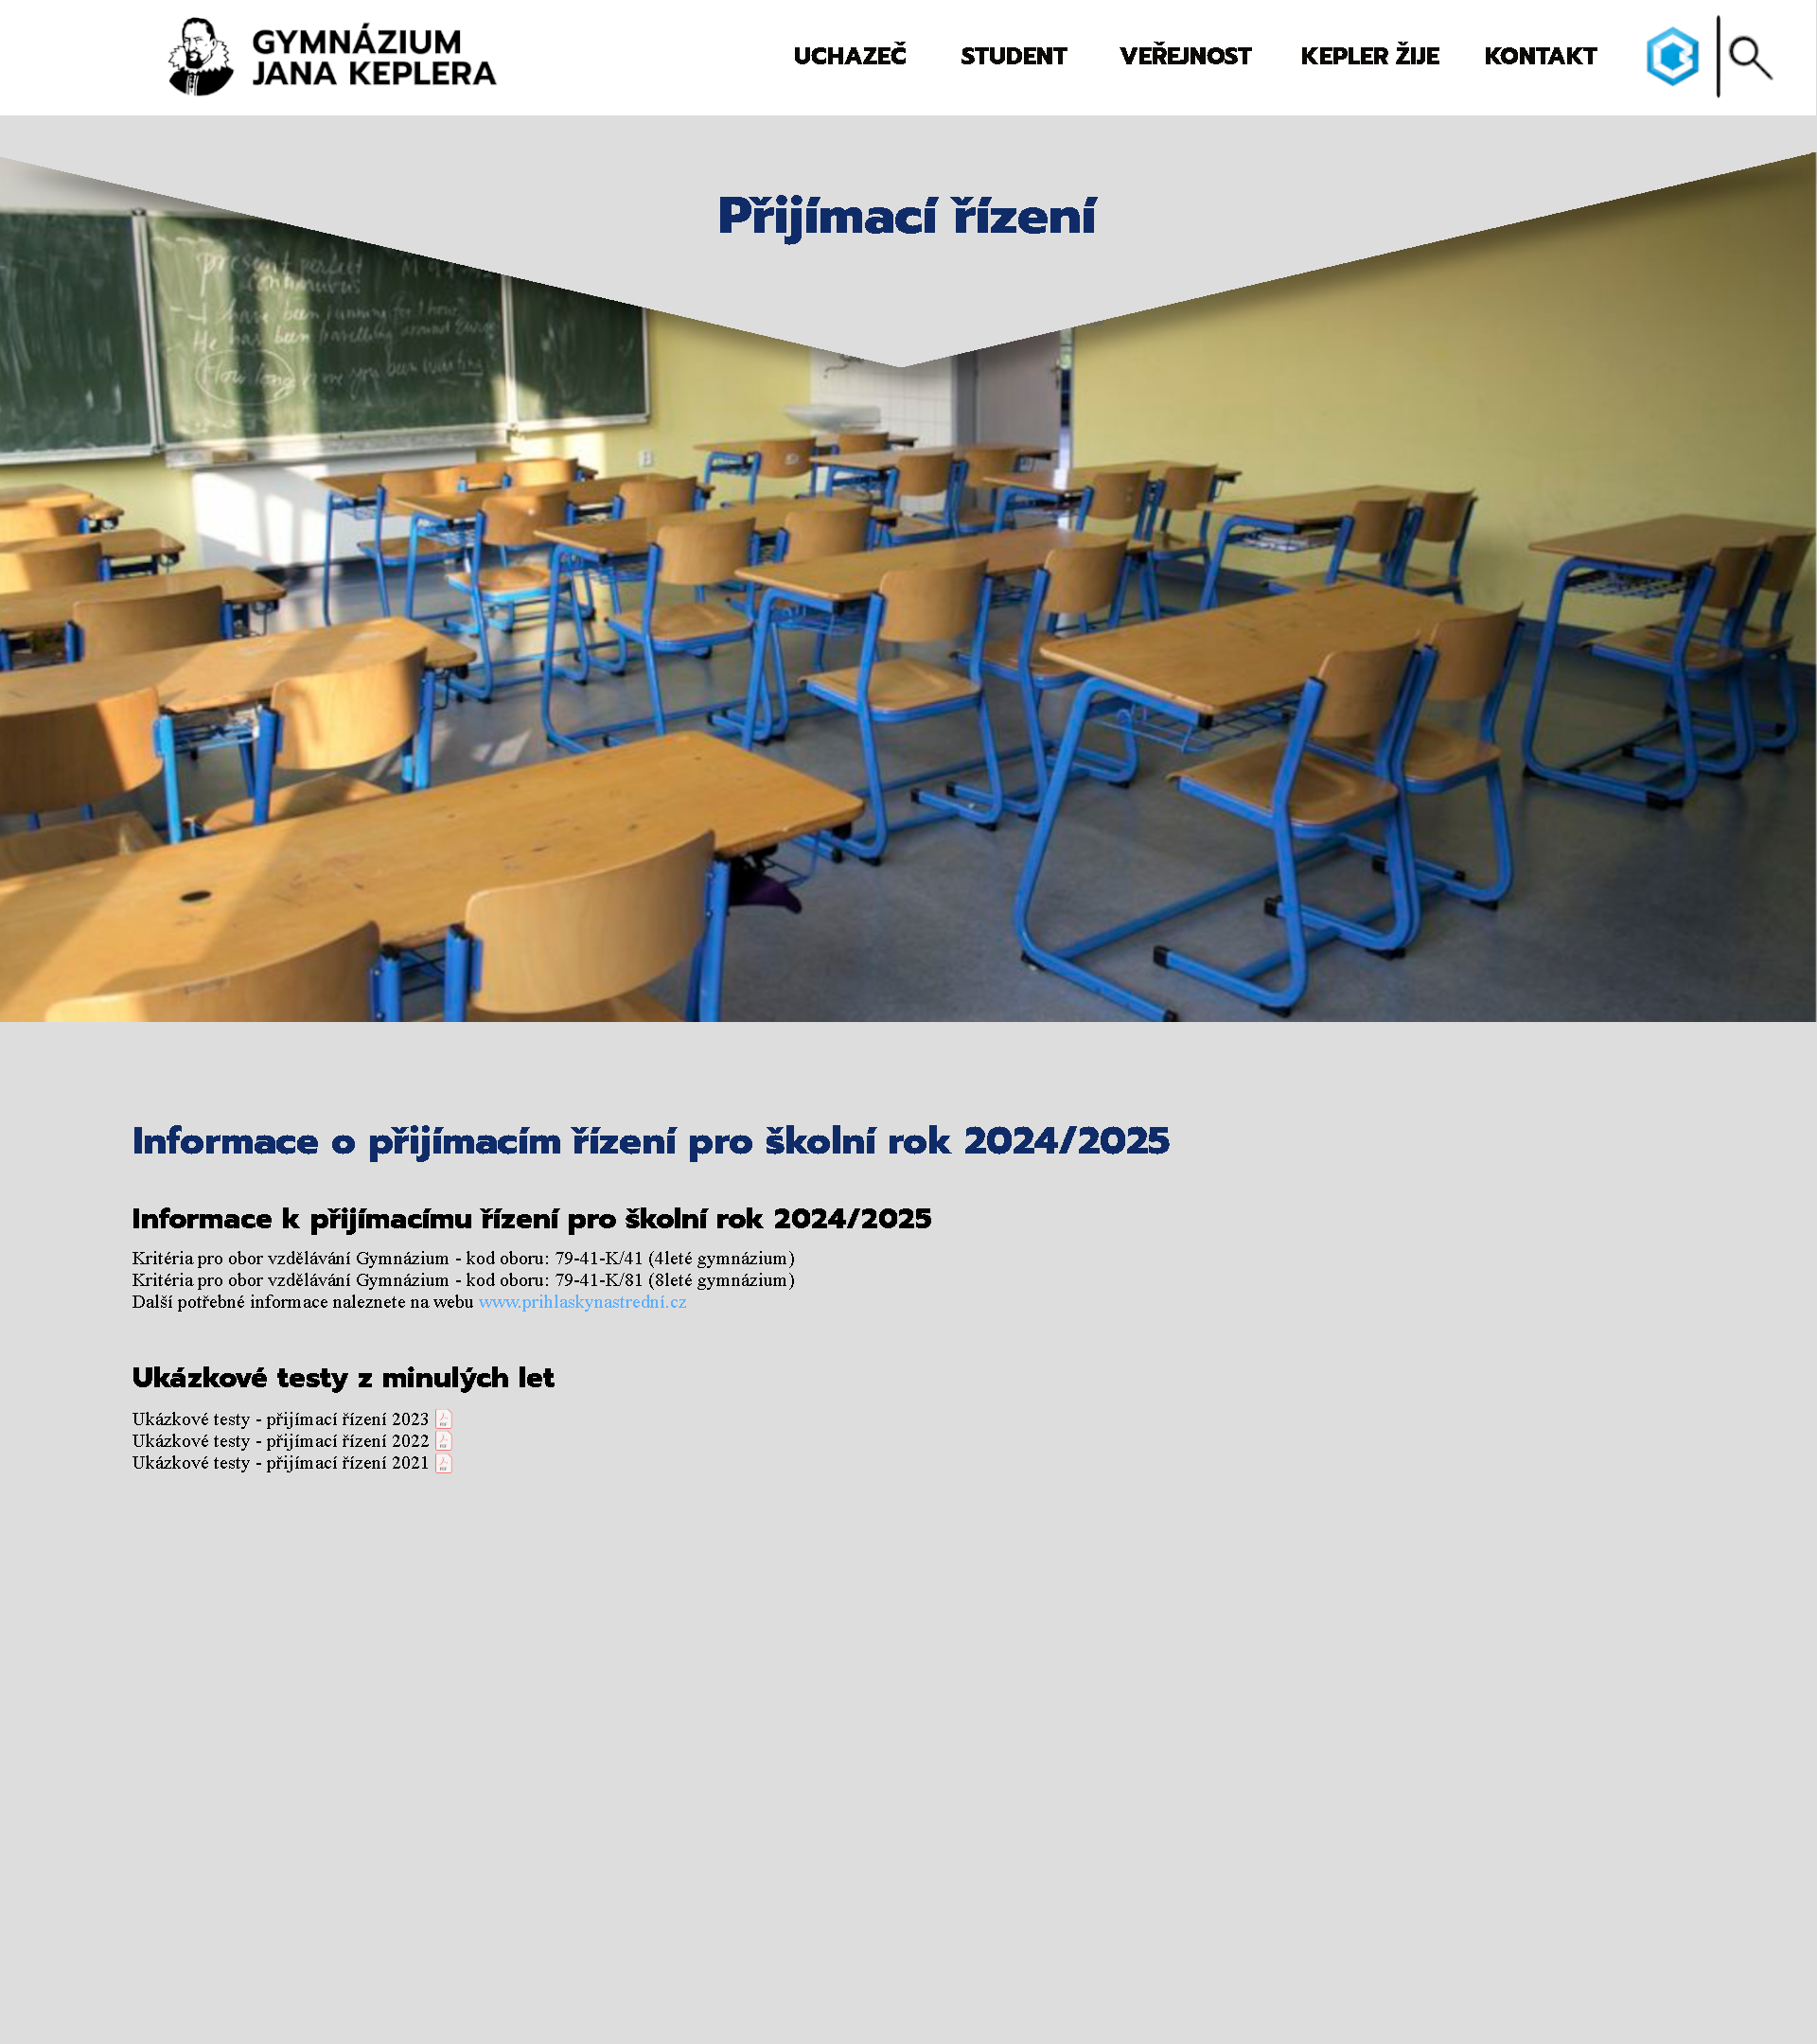 GYMNÁZIUM
JANA KEPLERA
UCHAZEČ STUDENT VEŘEJNOST KEPLER ŽIJE KONTAKT
Přijímací řízení
present perfect
continuous
I have been running for 1 hour
He has been travelling around Europe
How long have you been waiting
Informace o přijímacím řízení pro školní rok 2024/2025
Informace k přijímacímu řízení pro školní rok 2024/2025
Kritéria pro obor vzdělávání Gymnázium - kod oboru: 79-41-K/41 (4leté gymnázium)
Kritéria pro obor vzdělávání Gymnázium - kod oboru: 79-41-K/81 (8leté gymnázium)
Další potřebné informace naleznete na webu www.prihlaskynastrední.cz
Ukázkové testy z minulých let
Ukázkové testy - přijímací řízení 2023
Ukázkové testy - přijímací řízení 2022
Ukázkové testy - přijímací řízení 2021